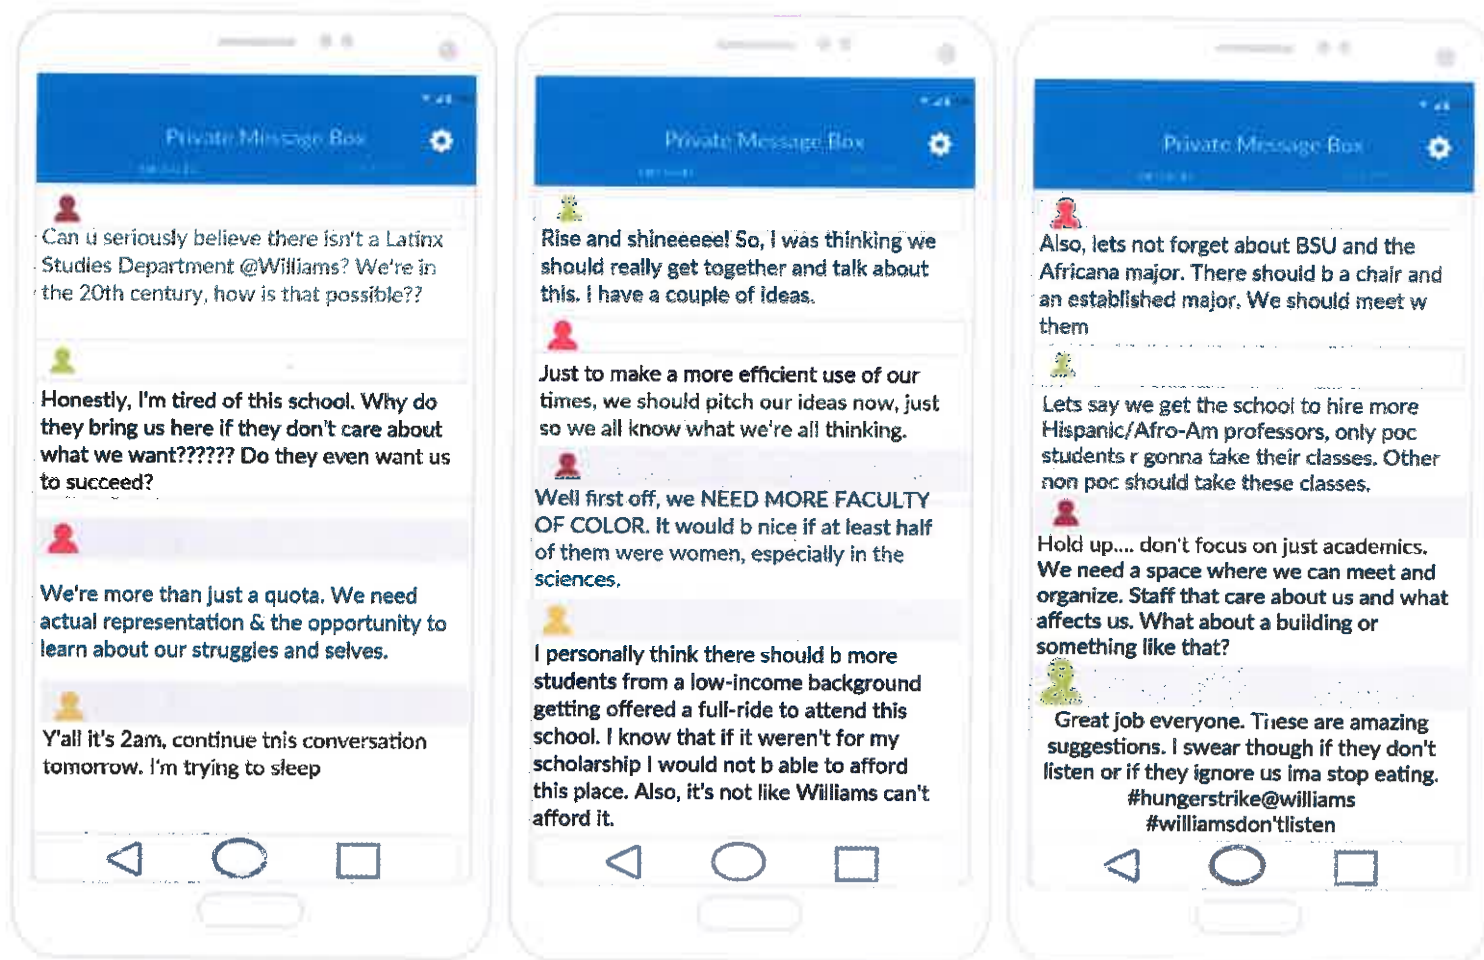 Private Message Box
Can u seriously believe there isn't a Latinx
Studies Department @Williams? We're in
the 20th century, how is that possible??
Honestly, I'm tired of this school. Why do
they bring us here if they don't care about
what we want?????? Do they even want us
to succeed?
We're more than just a quota. We need
actual representation & the opportunity to
learn about our struggles and selves.
Y'all it's 2am, continue this conversation
tomorrow. I'm trying to sleep
Private Message Box
Rise and shineeeee! So, I was thinking we
should really get together and talk about
this. I have a couple of ideas.
Just to make a more efficient use of our
times, we should pitch our ideas now, just
so we all know what we're all thinking.
Well first off, we NEED MORE FACULTY
OF COLOR. It would b nice if at least half
of them were women, especially in the
sciences.
I personally think there should b more
students from a low-income background
getting offered a full-ride to attend this
school. I know that if it weren't for my
scholarship I would not b able to afford
this place. Also, it's not like Williams can't
afford it.
Private Message Box
Also, lets not forget about BSU and the
Africana major. There should b a chair and
an established major. We should meet w
them
Lets say we get the school to hire more
Hispanic/Afro-Am professors, only poc
students r gonna take their classes. Other
non poc should take these classes.
Hold up.... don't focus on just academics.
We need a space where we can meet and
organize. Staff that care about us and what
affects us. What about a building or
something like that?
Great job everyone. These are amazing
suggestions. I swear though if they don't
listen or if they ignore us ima stop eating.
#hungerstrike@williams
#williamsdon'tlisten